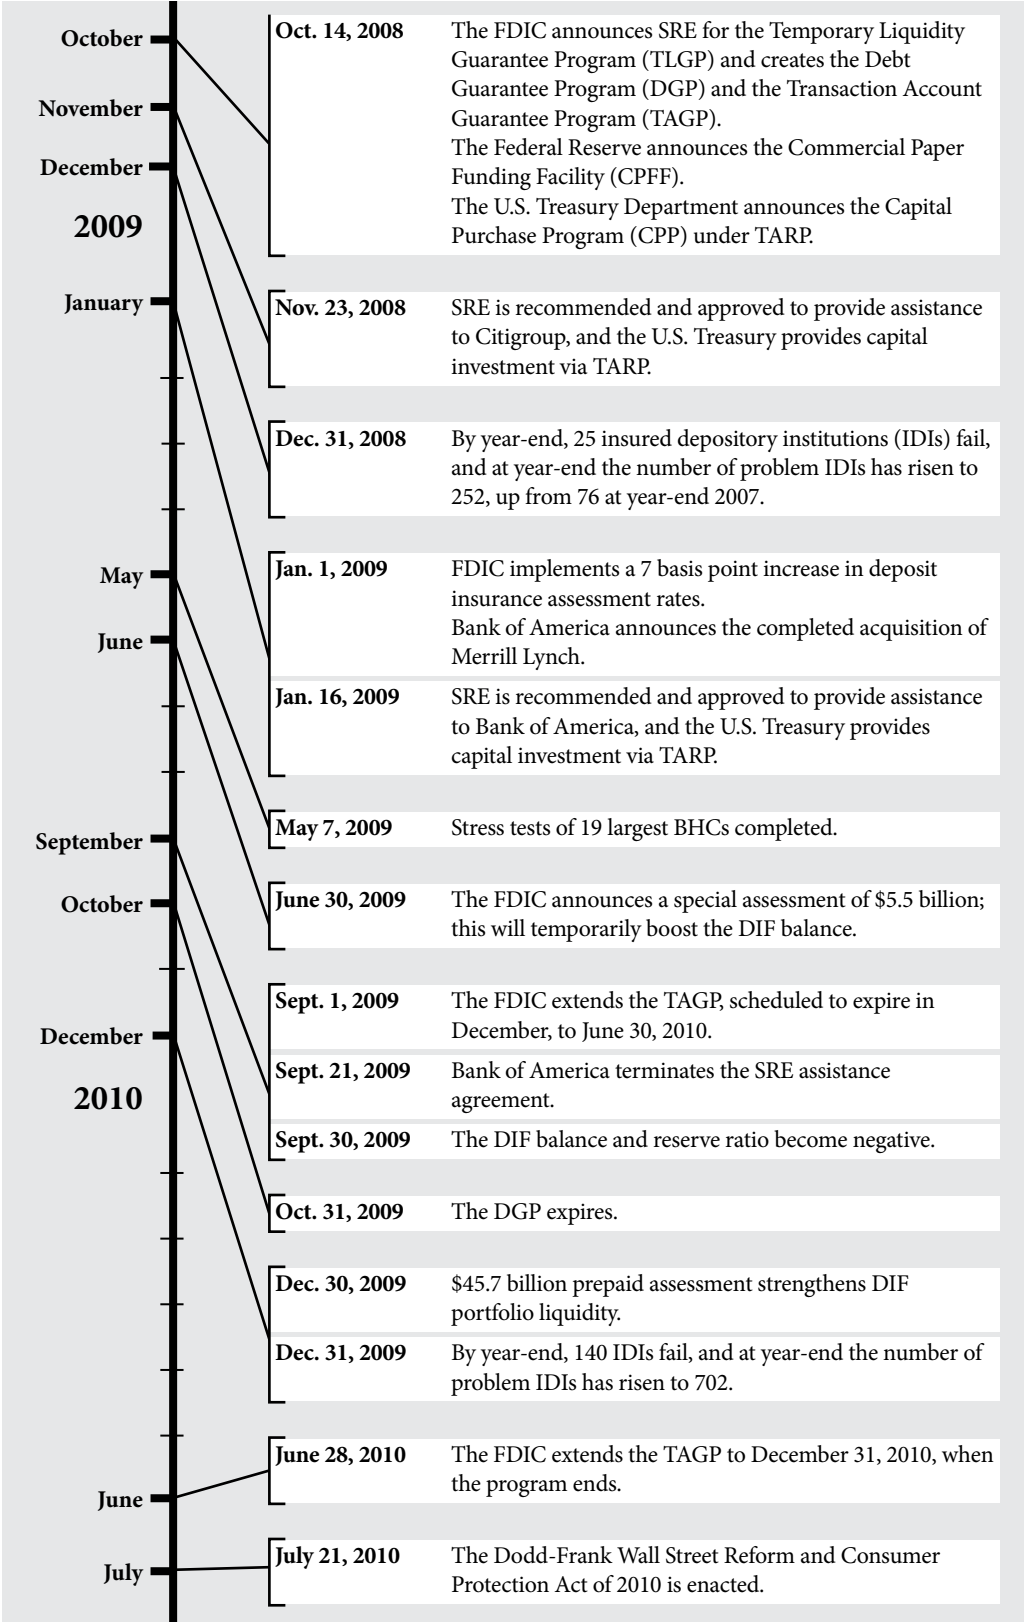 October
November
December
2009
January
May
June
September
October
December
2010
June
July
Oct. 14, 2008
The FDIC announces SRE for the Temporary Liquidity
Guarantee Program (TLGP) and creates the Debt
Guarantee Program (DGP) and the Transaction Account
Guarantee Program (TAGP).
The Federal Reserve announces the Commercial Paper
Funding Facility (CPFF).
The U.S. Treasury Department announces the Capital
Purchase Program (CPP) under TARP.
Nov. 23, 2008
SRE is recommended and approved to provide assistance
to Citigroup, and the U.S. Treasury provides capital
investment via TARP.
Dec. 31, 2008
By year-end, 25 insured depository institutions (IDIs) fail,
and at year-end the number of problem IDIs has risen to
252, up from 76 at year-end 2007.
Jan. 1, 2009
FDIC implements a 7 basis point increase in deposit
insurance assessment rates.
Bank of America announces the completed acquisition of
Merrill Lynch.
Jan. 16, 2009
SRE is recommended and approved to provide assistance
to Bank of America, and the U.S. Treasury provides
capital investment via TARP.
May 7, 2009
Stress tests of 19 largest BHCs completed.
June 30, 2009
The FDIC announces a special assessment of $5.5 billion;
this will temporarily boost the DIF balance.
Sept. 1, 2009
The FDIC extends the TAGP, scheduled to expire in
December, to June 30, 2010.
Sept. 21, 2009
Bank of America terminates the SRE assistance
agreement.
Sept. 30, 2009
The DIF balance and reserve ratio become negative.
Oct. 31, 2009
The DGP expires.
Dec. 30, 2009
$45.7 billion prepaid assessment strengthens DIF
portfolio liquidity.
Dec. 31, 2009
By year-end, 140 IDIs fail, and at year-end the number of
problem IDIs has risen to 702.
June 28, 2010
The FDIC extends the TAGP to December 31, 2010, when
the program ends.
July 21, 2010
The Dodd-Frank Wall Street Reform and Consumer
Protection Act of 2010 is enacted.